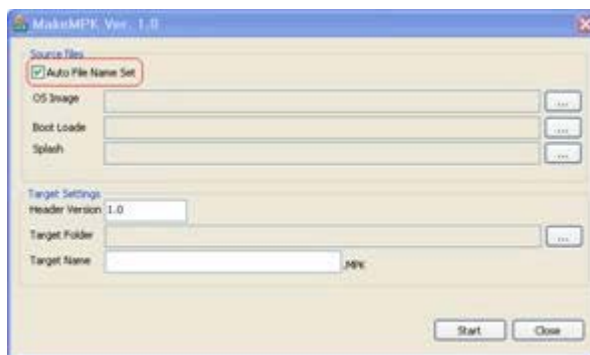 MakeMPK Ver. 1.0
Source files
Auto File Name Set
OS Image
...
Boot Loade
...
Splash
...
Target Settings
Header Version 1.0
Target Folder
...
Target Name .MPK
Start Close